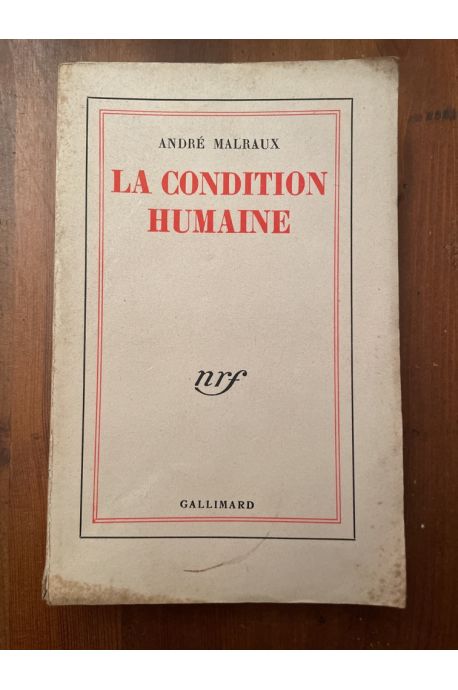 ANDRÉ MALRAUX
LA CONDITION
HUMAINE
nrf
GALLIMARD